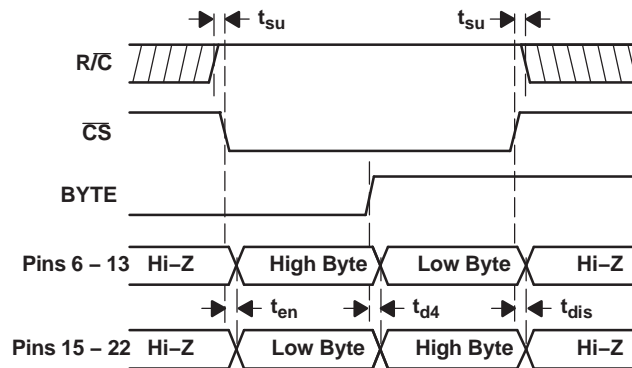 tsu tsu
R/C̅
C̅S̅
BYTE
Pins 6 – 13 Hi–Z High Byte Low Byte Hi–Z
ten td4 tdis
Pins 15 – 22 Hi–Z Low Byte High Byte Hi–Z